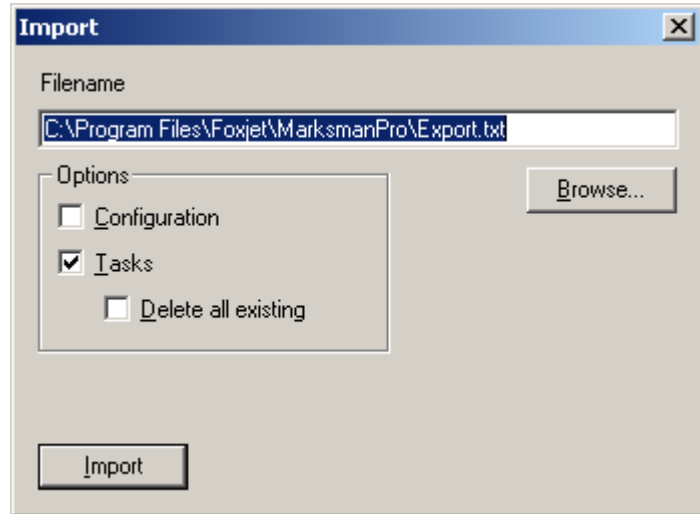 Import
Filename
C:\Program Files\Foxjet\MarksmanPro\Export.txt
Options
Browse...
Configuration
Tasks
Delete all existing
Import